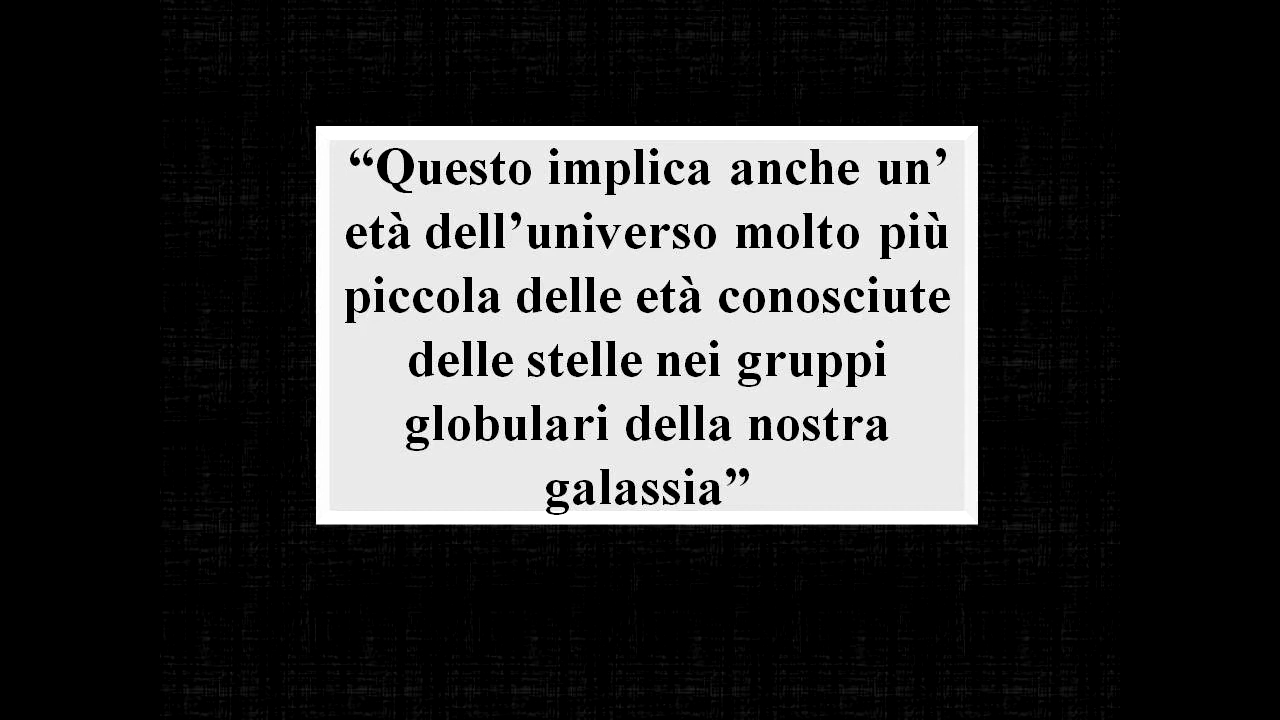 “Questo implica anche un’
età dell’universo molto più
piccola delle età conosciute
delle stelle nei gruppi
globulari della nostra
galassia”